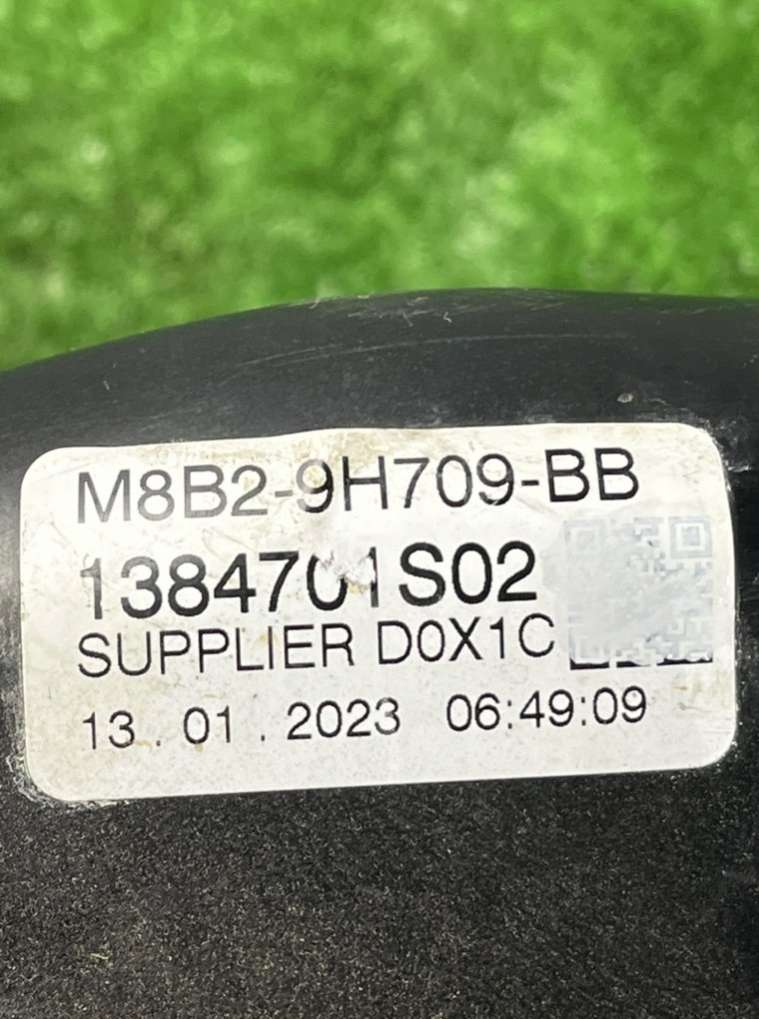 M8B2-9H709-BB
1384701S02
SUPPLIER D0X1C
13 . 01 . 2023 06:49:09